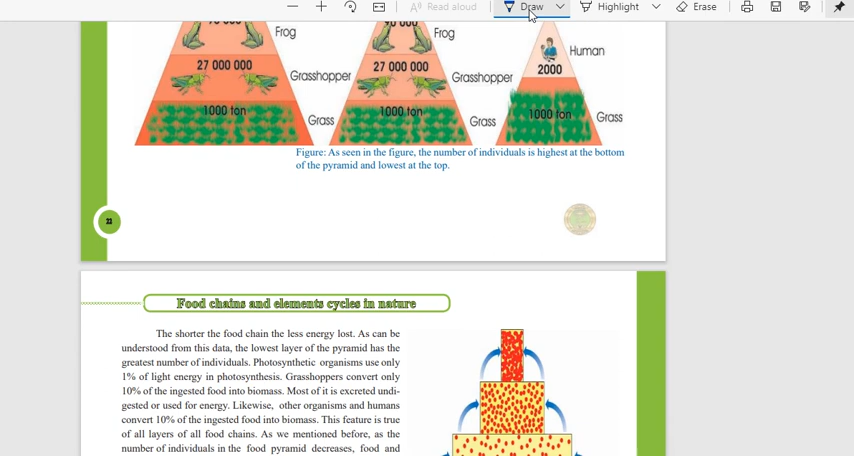 Read aloud
Draw
Highlight
Erase
Frog
Frog
27 000 000
Grasshopper
27 000 000
Grasshopper
Human
2000
1000 ton
Grass
1000 ton
Grass
1000 ton
Grass
Figure: As seen in the figure, the number of individuals is highest at the bottom
of the pyramid and lowest at the top.
22
Food chains and elements cycles in nature
The shorter the food chain the less energy lost. As can be
understood from this data, the lowest layer of the pyramid has the
greatest number of individuals. Photosynthetic organisms use only
1% of light energy in photosynthesis. Grasshoppers convert only
10% of the ingested food into biomass. Most of it is excreted undi-
gested or used for energy. Likewise, other organisms and humans
convert 10% of the ingested food into biomass. This feature is true
of all layers of all food chains. As we mentioned before, as the
number of individuals in the food pyramid decreases, food and